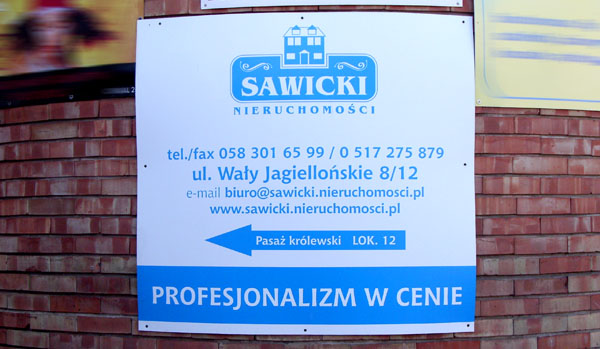 SAWICKI
NIERUCHOMOŚCI
tel./fax 058 301 65 99 / 0 517 275 879
ul. Wały Jagiellońskie 8/12
e-mail biuro@sawicki.nieruchomosci.pl
www.sawicki.nieruchomosci.pl
Pasaż królewski LOK. 12
PROFESJONALIZM W CENIE